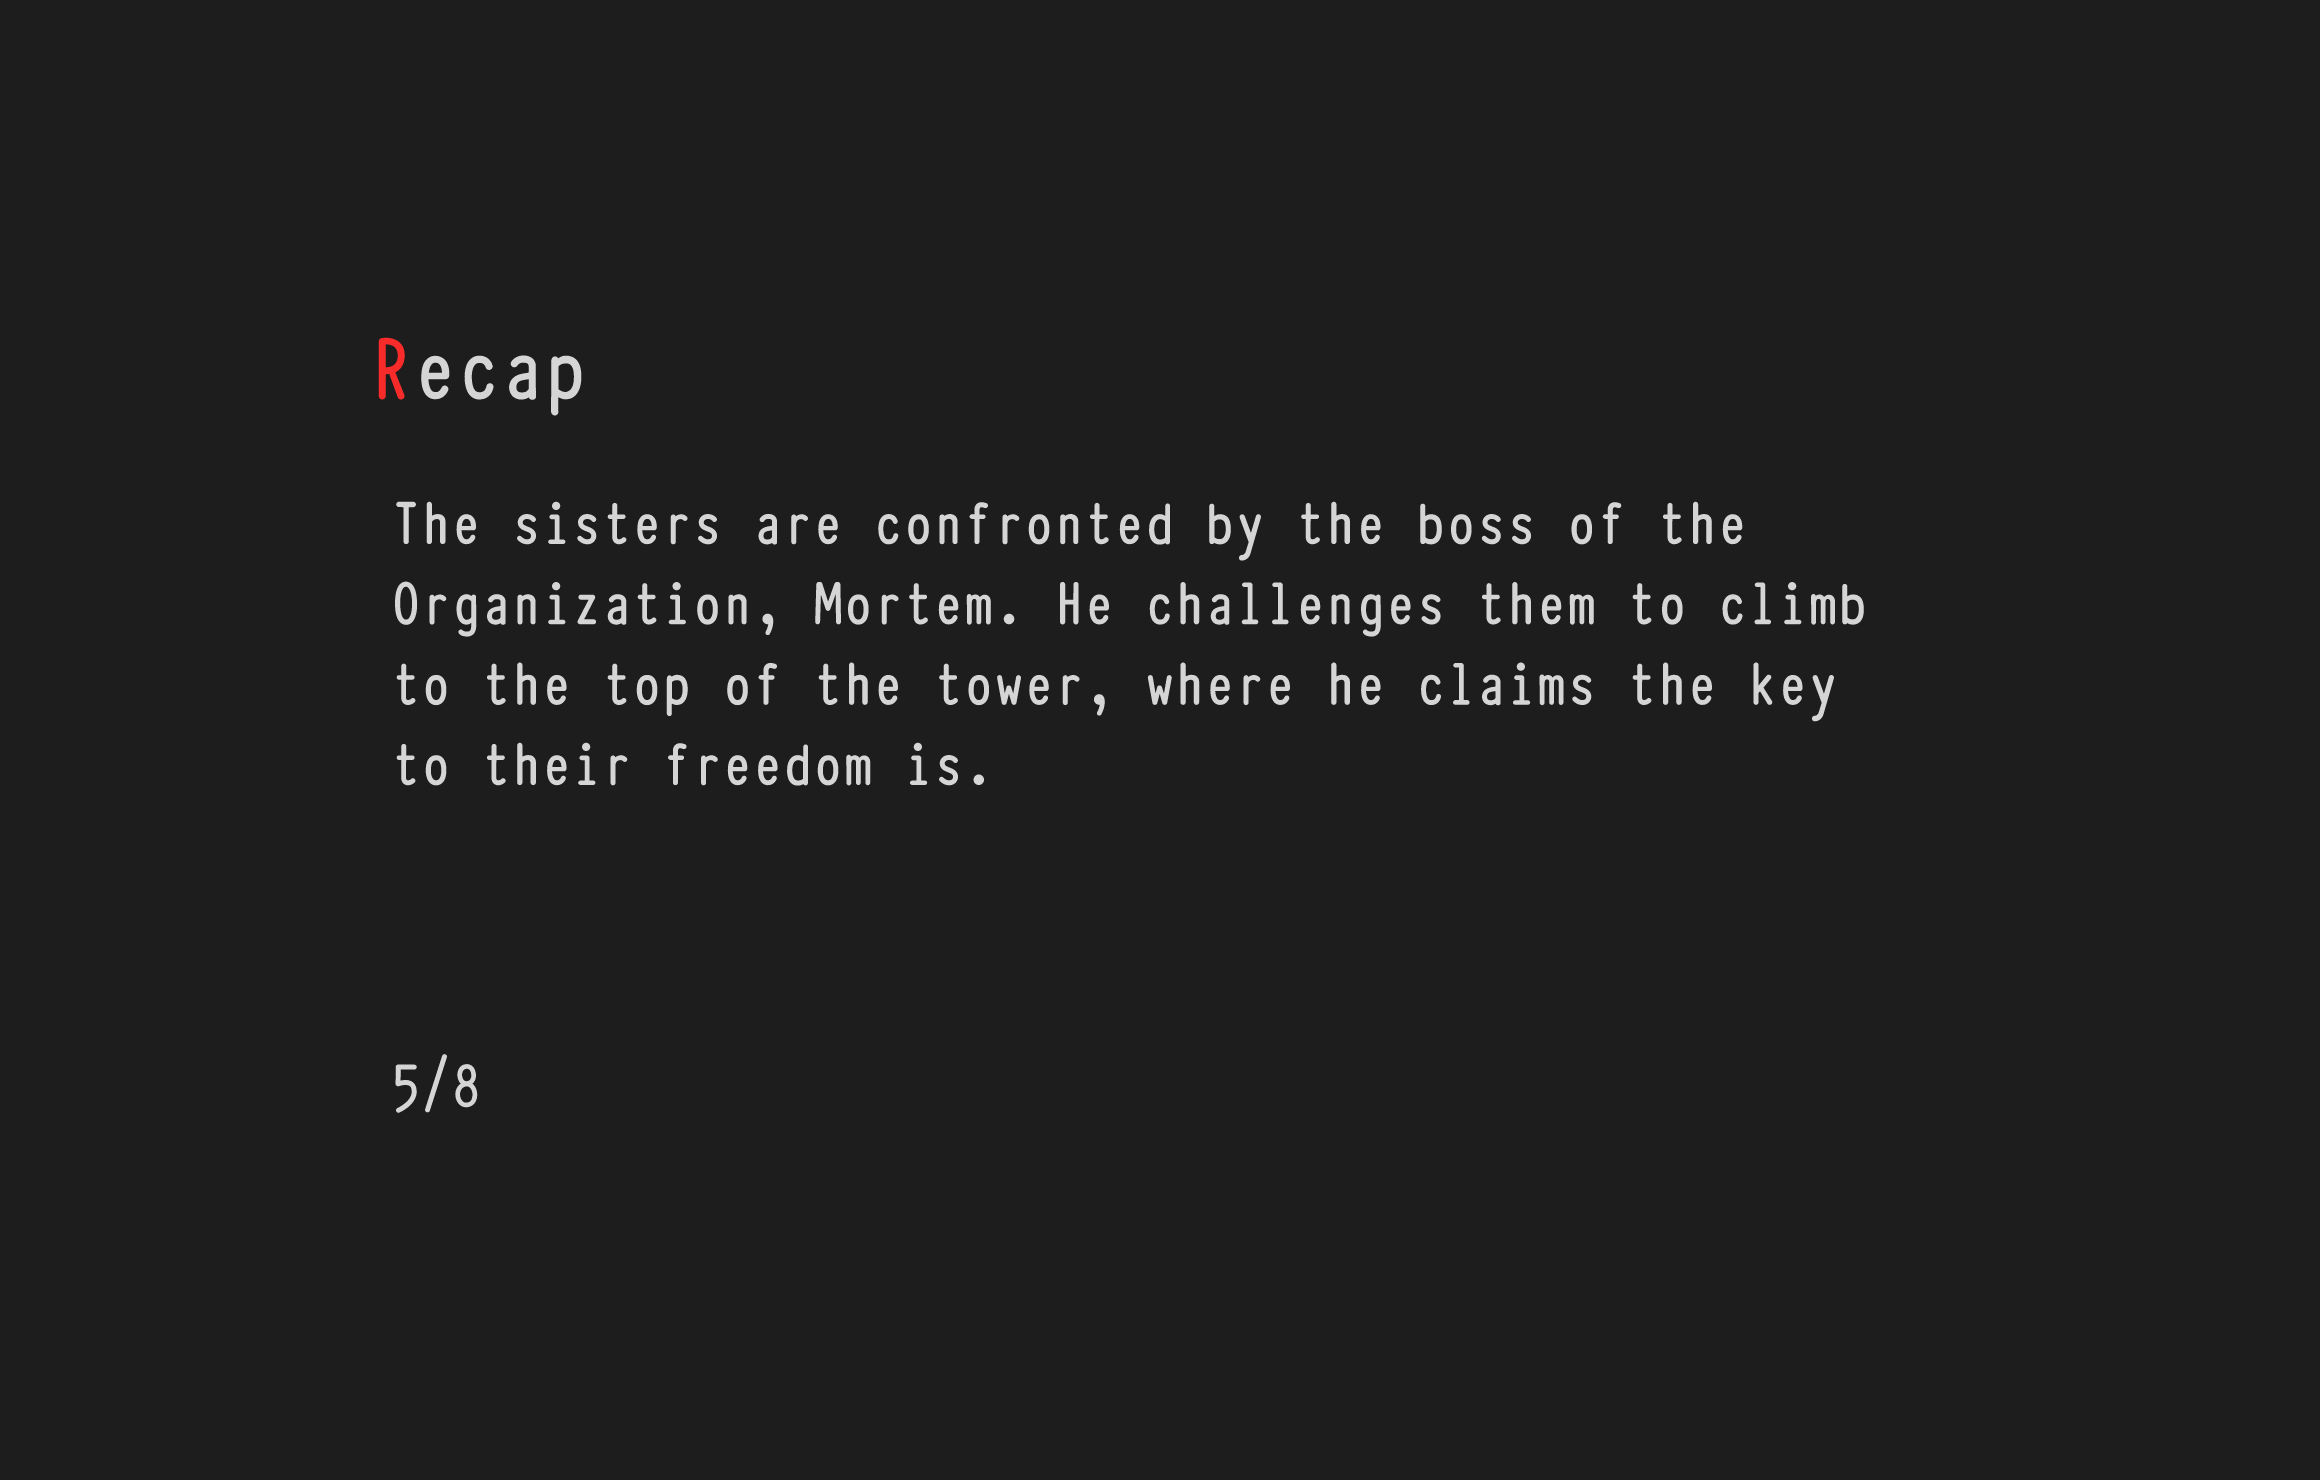 Recap
The sisters are confronted by the boss of the
Organization, Mortem. He challenges them to climb
to the top of the tower, where he claims the key
to their freedom is.
5/8